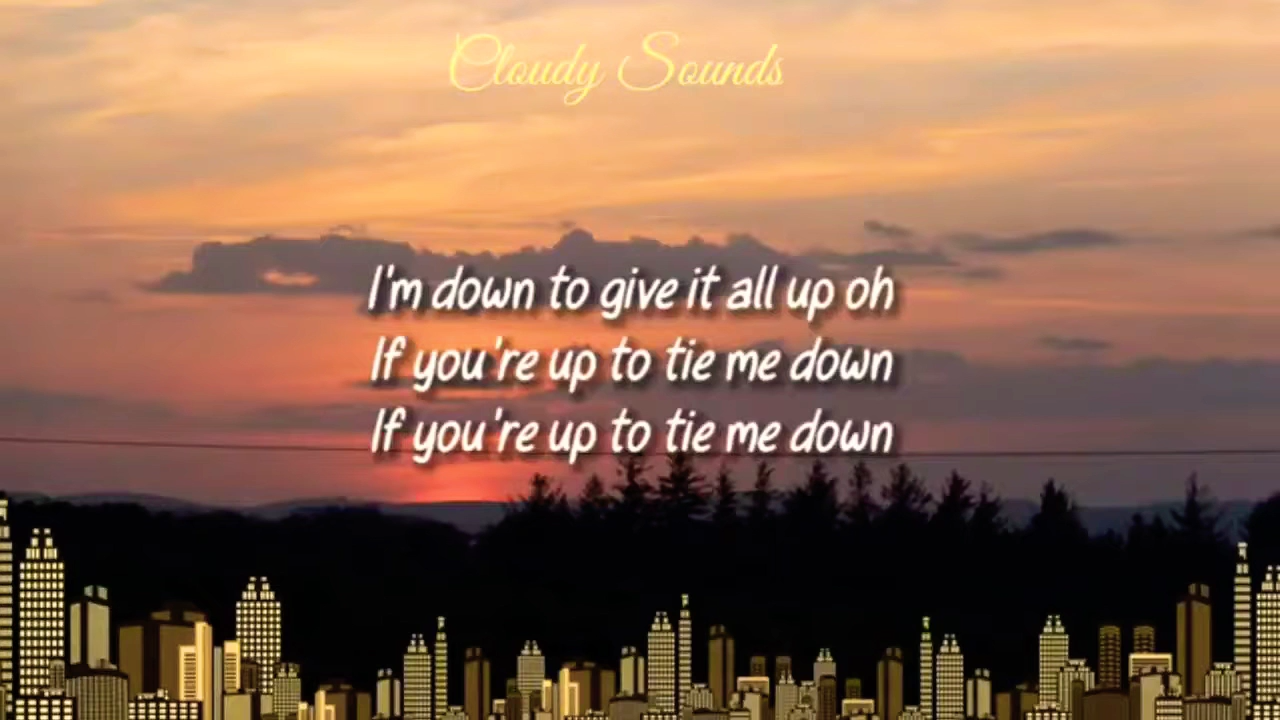 Cloudy Sounds
I'm down to give it all up oh
If you're up to tie me down
If you're up to tie me down